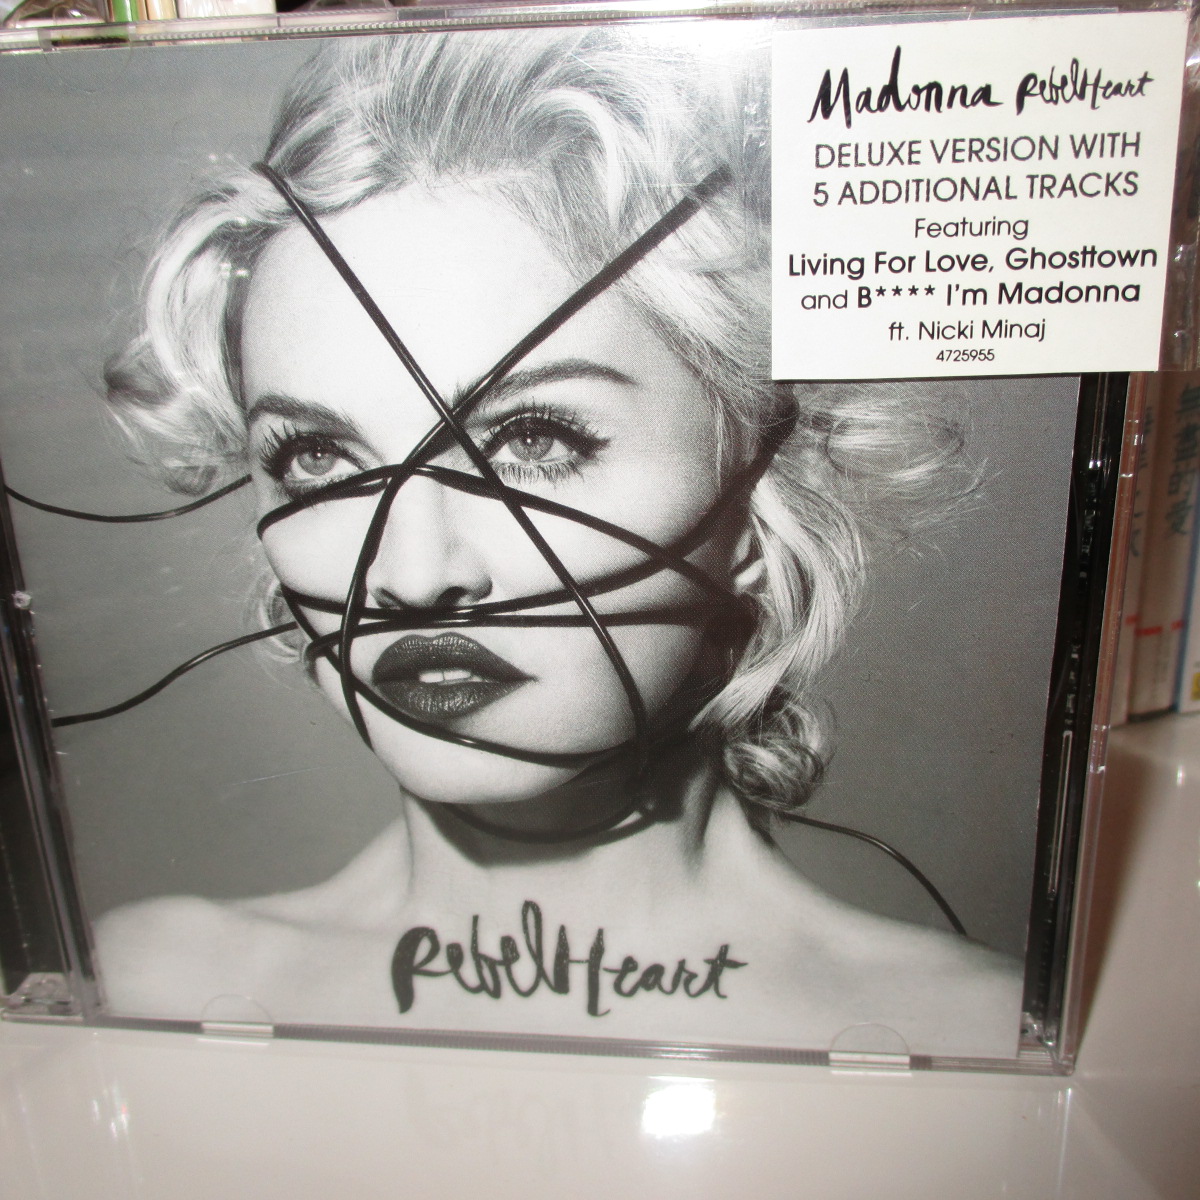 Madonna RebelHeart
DELUXE VERSION WITH
5 ADDITIONAL TRACKS
Featuring
Living For Love, Ghosttown
and B**** I'm Madonna
ft. Nicki Minaj
4725955
RebelHeart